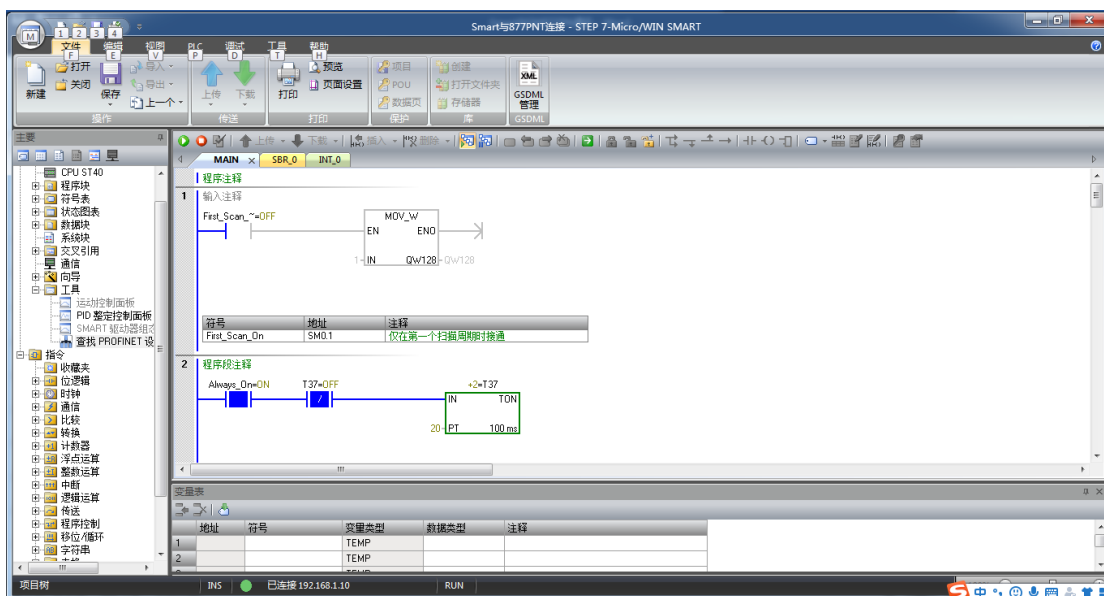 Smart与877PNT连接 - STEP 7-Micro/WIN SMART
1 2 3 4
文件 编辑 视图 PLC 调试 工具 帮助
F E V P D T H
新建 打开 关闭 保存 导入 导出 上一个 上传 下载 打印 预览 页面设置 项目 POU 数据页 创建 打开文件夹 存储器 XML GSDML 管理
操作 传送 打印 保护 库 GSDML
主要
上传 下载 插入 删除
MAIN SBR_0 INT_0
CPU ST40
程序块
符号表
状态图表
数据块
系统块
交叉引用
通信
向导
工具
运动控制面板
PID 整定控制面板
SMART 驱动器组态
查找 PROFINET 设
指令
收藏夹
位逻辑
时钟
通信
比较
转换
计数器
浮点运算
整数运算
中断
逻辑运算
传送
程序控制
移位/循环
字符串
程序注释
1 输入注释
First_Scan_~=OFF MOV_W
EN ENO
1 IN QW128 QW128
符号 地址 注释
First_Scan_On SM0.1 仅在第一个扫描周期时接通
2 程序段注释
Always_On=ON T37=OFF +2=T37
IN TON
20 PT 100 ms
变量表
地址 符号 变量类型 数据类型 注释
1 TEMP
2 TEMP
项目树 INS 已连接 192.168.1.10 RUN
中